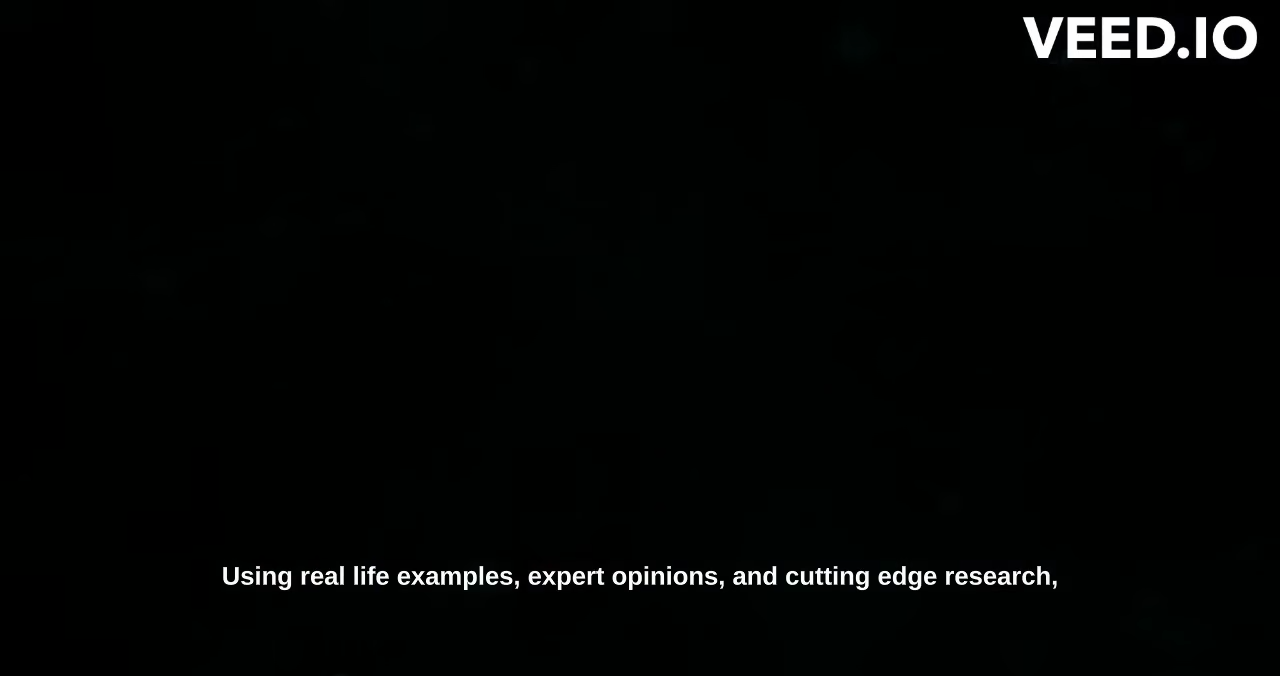 VEED.IO
Using real life examples, expert opinions, and cutting edge research,